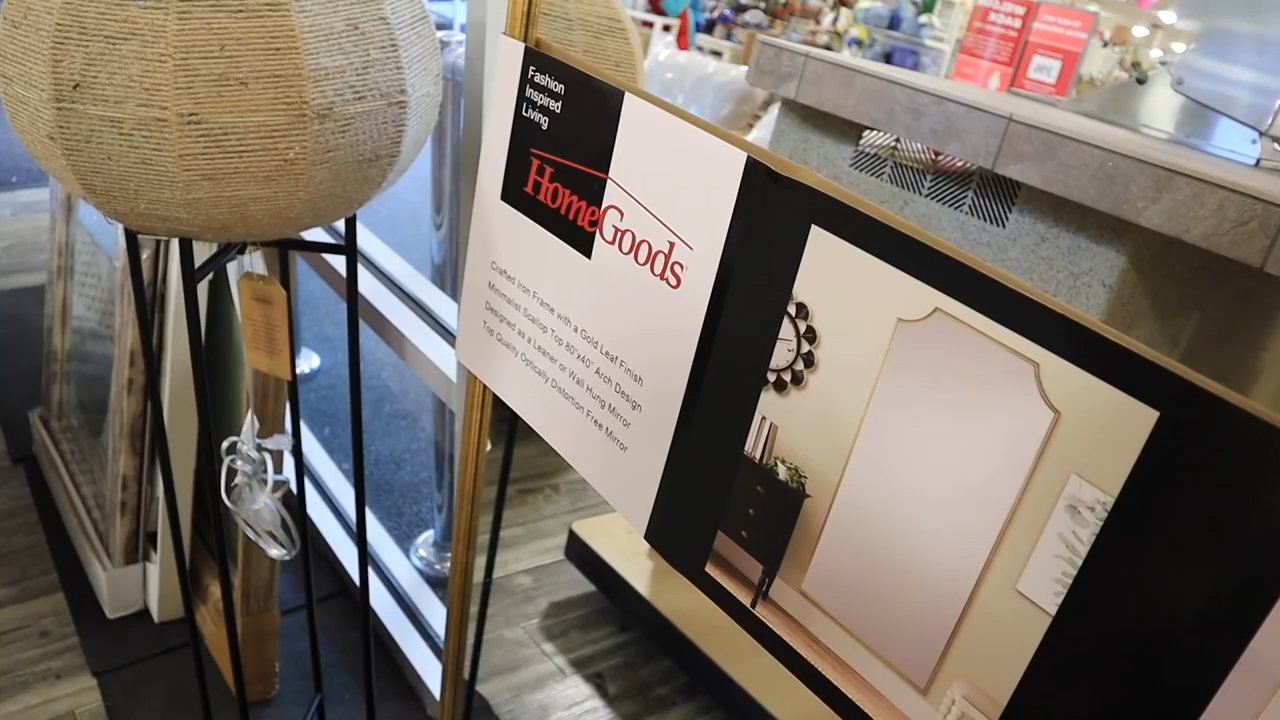 Fashion
Inspired
Living
HomeGoods
Crafted Iron Frame with a Gold Leaf Finish
Minimalist Scallop Top 80"x40" Arch Design
Designed as a Leaner or Wall Hung Mirror
Top Quality Optically Distortion Free Mirror